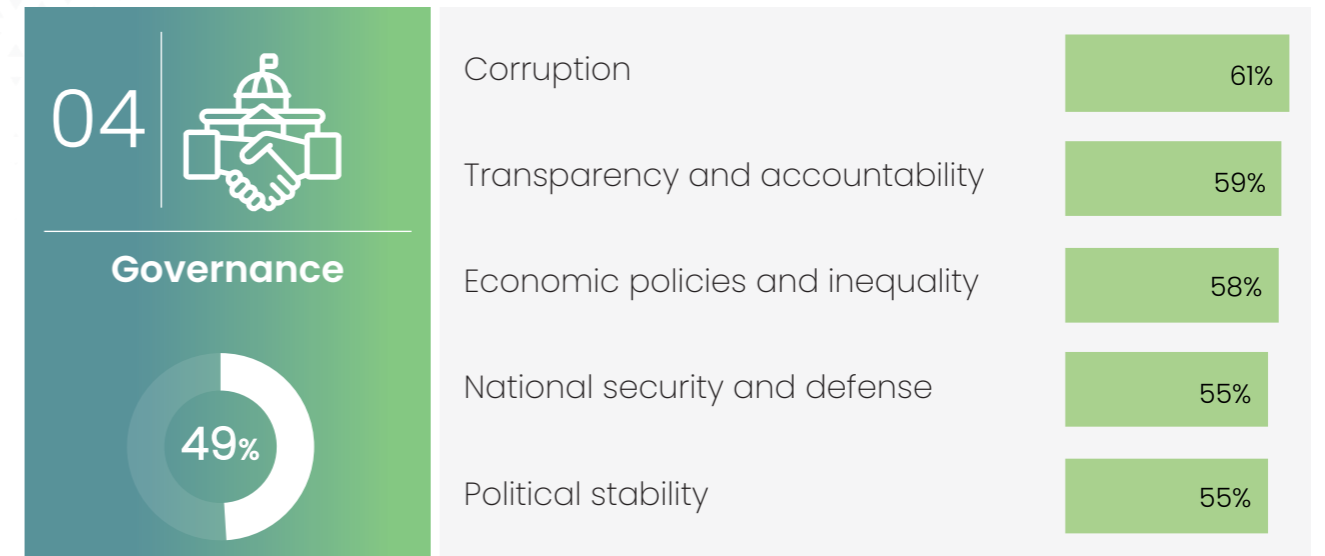 04
Governance
49%
Corruption
61%
Transparency and accountability
59%
Economic policies and inequality
58%
National security and defense
55%
Political stability
55%